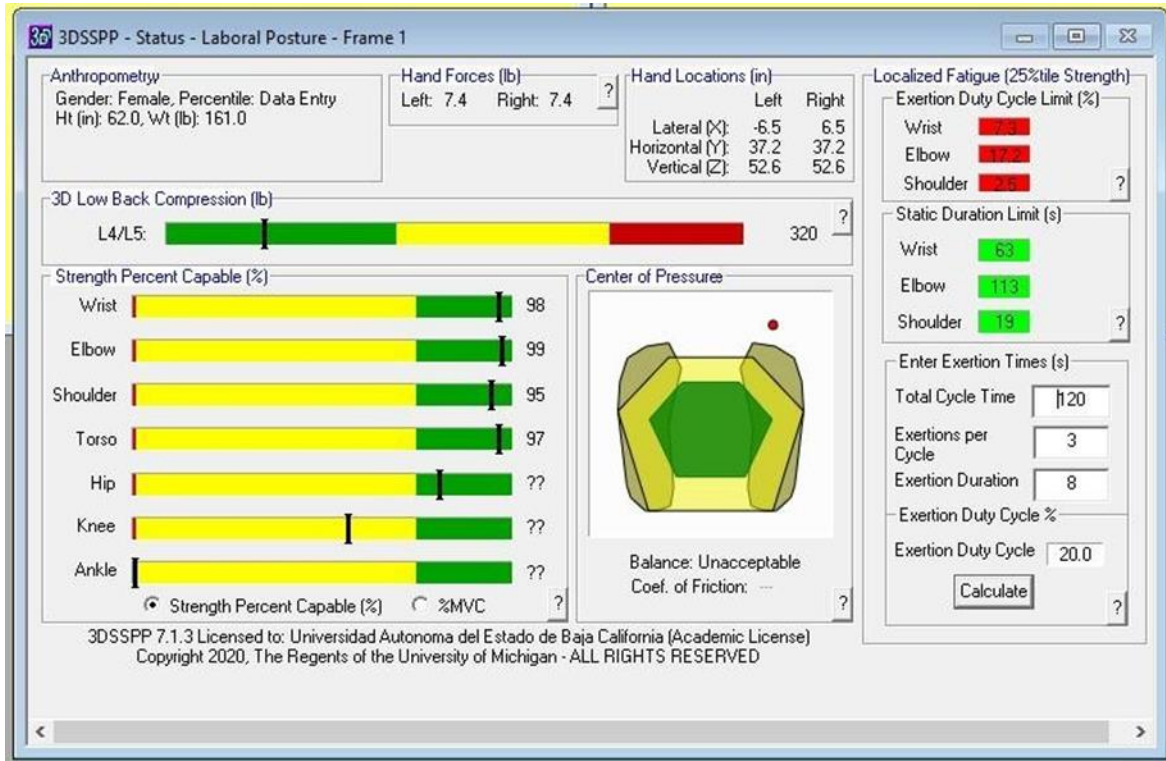 3D 3DSSPP - Status - Laboral Posture - Frame 1
Anthropometry
Gender: Female, Percentile: Data Entry
Ht (in): 62.0, Wt (lb): 161.0
Hand Forces (lb)
Left: 7.4 Right: 7.4
?
Hand Locations (in)
Left Right
Lateral (X): -6.5 6.5
Horizontal (Y): 37.2 37.2
Vertical (Z): 52.6 52.6
3D Low Back Compression (lb)
L4/L5: 320
?
Strength Percent Capable (%)
Wrist 98
Elbow 99
Shoulder 95
Torso 97
Hip ??
Knee ??
Ankle ??
Strength Percent Capable (%) %MVC ?
Center of Pressure
Balance: Unacceptable
Coef. of Friction: ---
?
Localized Fatigue (25%tile Strength)
Exertion Duty Cycle Limit (%)
Wrist 7.3
Elbow 17.2
Shoulder 2.5 ?
Static Duration Limit (s)
Wrist 63
Elbow 113
Shoulder 19 ?
Enter Exertion Times (s)
Total Cycle Time 120
Exertions per
Cycle
3
Exertion Duration 8
Exertion Duty Cycle %
Exertion Duty Cycle 20.0
Calculate ?
3DSSPP 7.1.3 Licensed to: Universidad Autonoma del Estado de Baja California (Academic License)
Copyright 2020, The Regents of the University of Michigan - ALL RIGHTS RESERVED